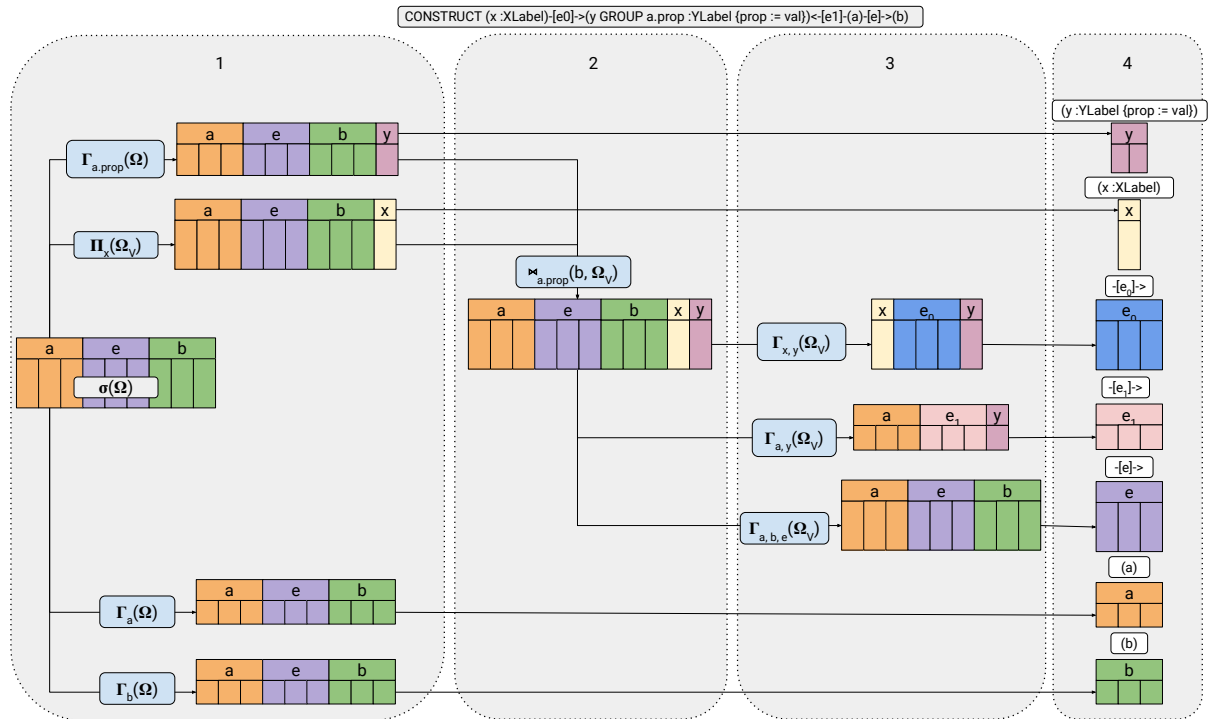 CONSTRUCT (x :XLabel)-[e0]->(y GROUP a.prop :YLabel {prop := val})<-[e1]-(a)-[e]->(b)
1 2 3 4
(y :YLabel {prop := val})
a e b y y
Γa.prop(Ω)
(x :XLabel)
a e b x x
Πx(ΩV)
⋈a.prop(b, ΩV)
-[e0]->
a e b x y x e0 y e0
Γx, y(ΩV)
a e b
σ(Ω)
-[e1]->
a e1 y e1
Γa, y(ΩV)
-[e]->
a e b e
Γa, b, e(ΩV)
(a)
a e b a
Γa(Ω)
(b)
a e b b
Γb(Ω)